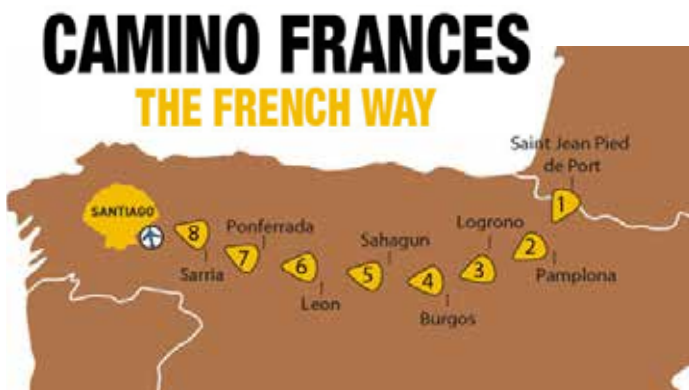 CAMINO FRANCES
THE FRENCH WAY
Saint Jean Pied
de Port
1
SANTIAGO
8
Ponferrada
7
Sarria
6
Leon
Sahagun
5
4
Burgos
Logrono
3
2
Pamplona